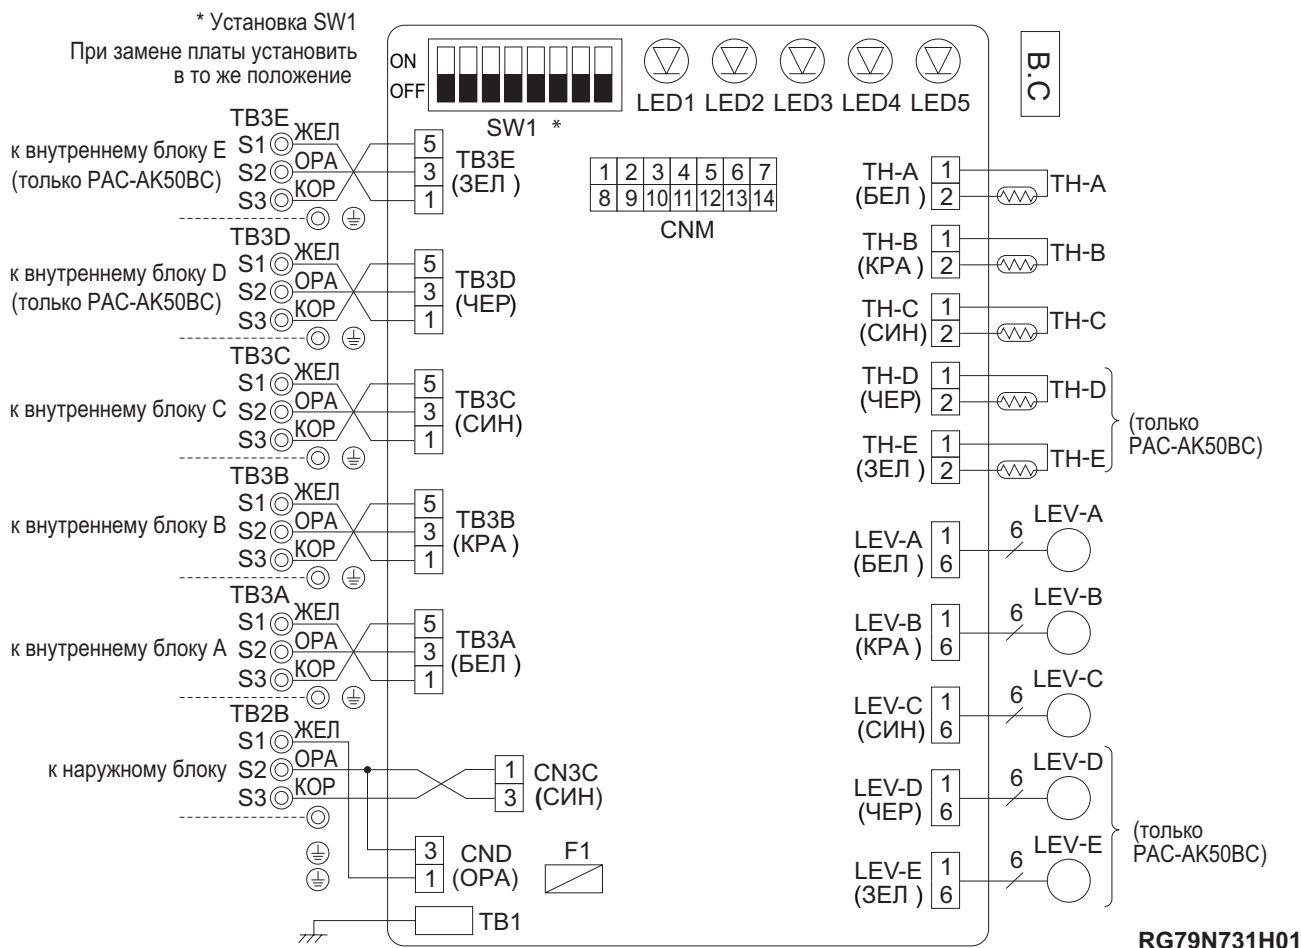 * Установка SW1
При замене платы установить
в то же положение
ON
OFF
SW1 *
LED1 LED2 LED3 LED4 LED5
B.C
TB3E
S1 ЖЕЛ
S2 ОРА
S3 КОР
к внутреннему блоку E
(только PAC-AK50BC)
5
3
1
TB3E
(ЗЕЛ )
TB3D
S1 ЖЕЛ
S2 ОРА
S3 КОР
к внутреннему блоку D
(только PAC-AK50BC)
5
3
1
TB3D
(ЧЕР)
TB3C
S1 ЖЕЛ
S2 ОРА
S3 КОР
к внутреннему блоку C
5
3
1
TB3C
(СИН)
TB3B
S1 ЖЕЛ
S2 ОРА
S3 КОР
к внутреннему блоку B
5
3
1
TB3B
(КРА )
TB3A
S1 ЖЕЛ
S2 ОРА
S3 КОР
к внутреннему блоку A
5
3
1
TB3A
(БЕЛ )
TB2B
S1 ЖЕЛ
S2 ОРА
S3 КОР
к наружному блоку
1
3
CN3C
(СИН)
3
1
CND
(ОРА)
F1
TB1
1 2 3 4 5 6 7
8 9 10 11 12 13 14
CNM
TH-A
(БЕЛ )
1
2
TH-A
TH-B
(КРА )
1
2
TH-B
TH-C
(СИН)
1
2
TH-C
TH-D
(ЧЕР)
1
2
TH-D
TH-E
(ЗЕЛ )
1
2
TH-E
(только
PAC-AK50BC)
LEV-A
(БЕЛ )
1
6
6
LEV-A
LEV-B
(КРА )
1
6
6
LEV-B
LEV-C
(СИН)
1
6
6
LEV-C
LEV-D
(ЧЕР)
1
6
6
LEV-D
LEV-E
(ЗЕЛ )
1
6
6
LEV-E
(только
PAC-AK50BC)
RG79N731H01